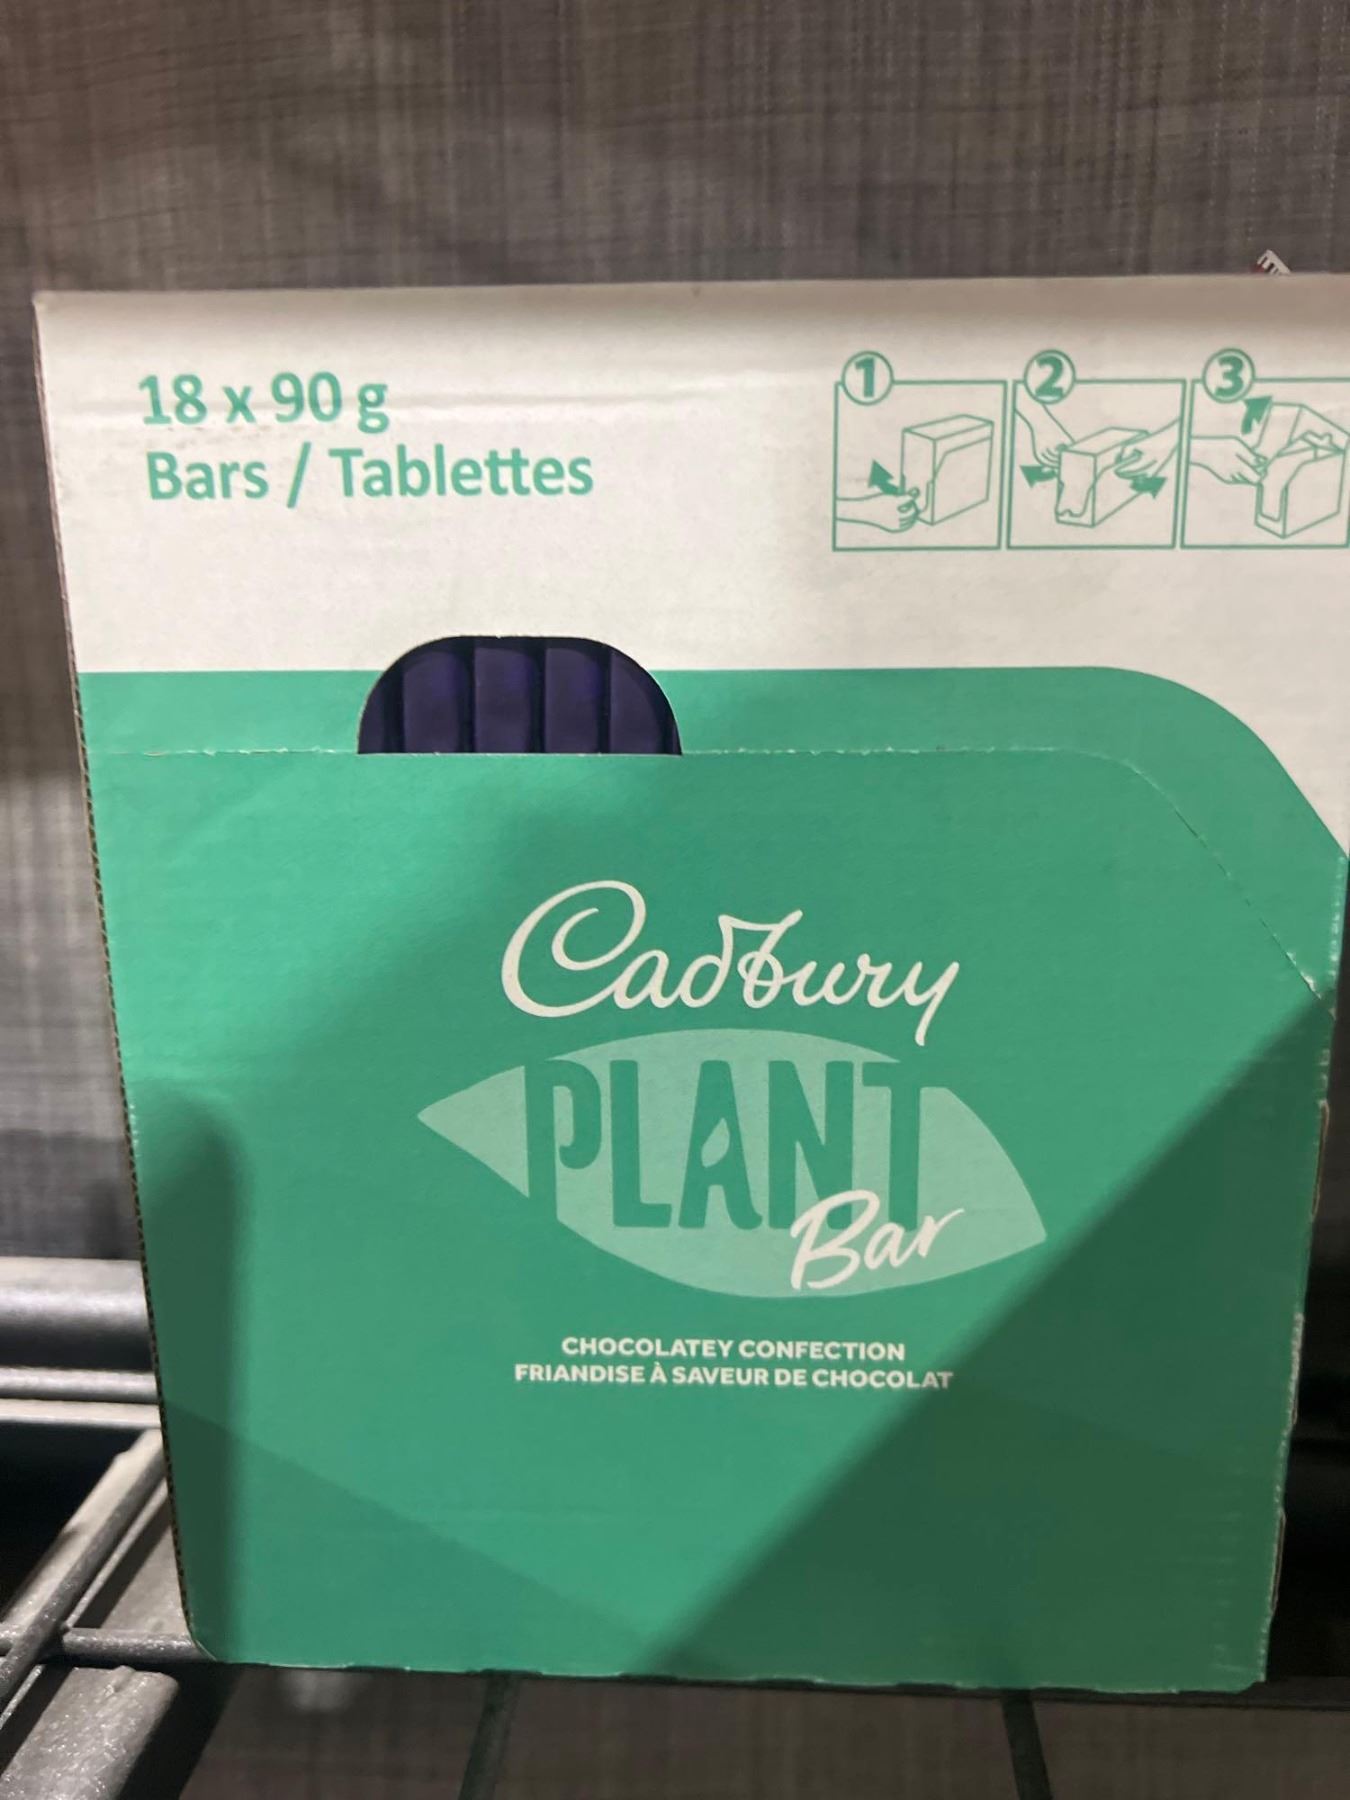 18 x 90 g
Bars / Tablettes
1 2 3
Cadbury
PLANT
Bar
CHOCOLATEY CONFECTION
FRIANDISE À SAVEUR DE CHOCOLAT